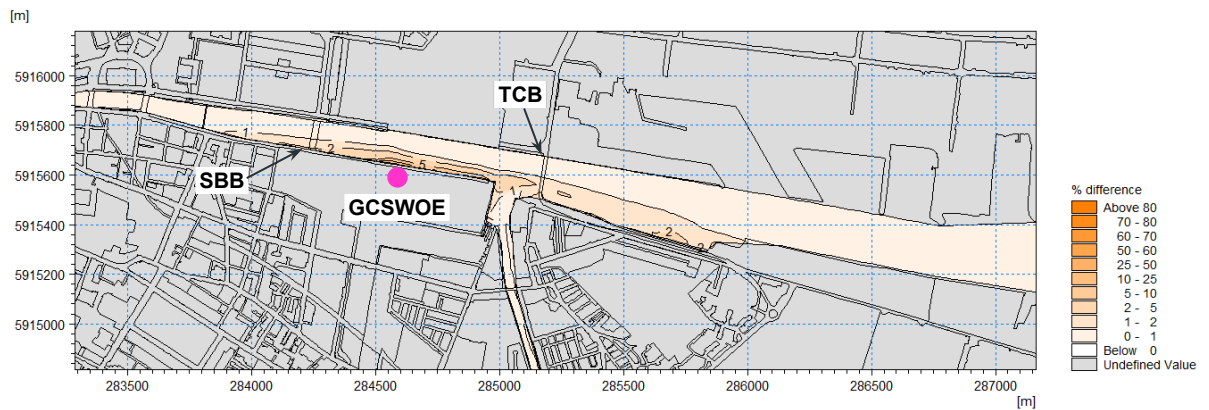 [m]
5916000
5915800
5915600
5915400
5915200
5915000
283500 284000 284500 285000 285500 286000 286500 287000
[m]
TCB
SBB
GCSWOE
1
2
5
1
2
2
% difference
Above 80
70 - 80
60 - 70
50 - 60
25 - 50
10 - 25
5 - 10
2 - 5
1 - 2
0 - 1
Below 0
Undefined Value